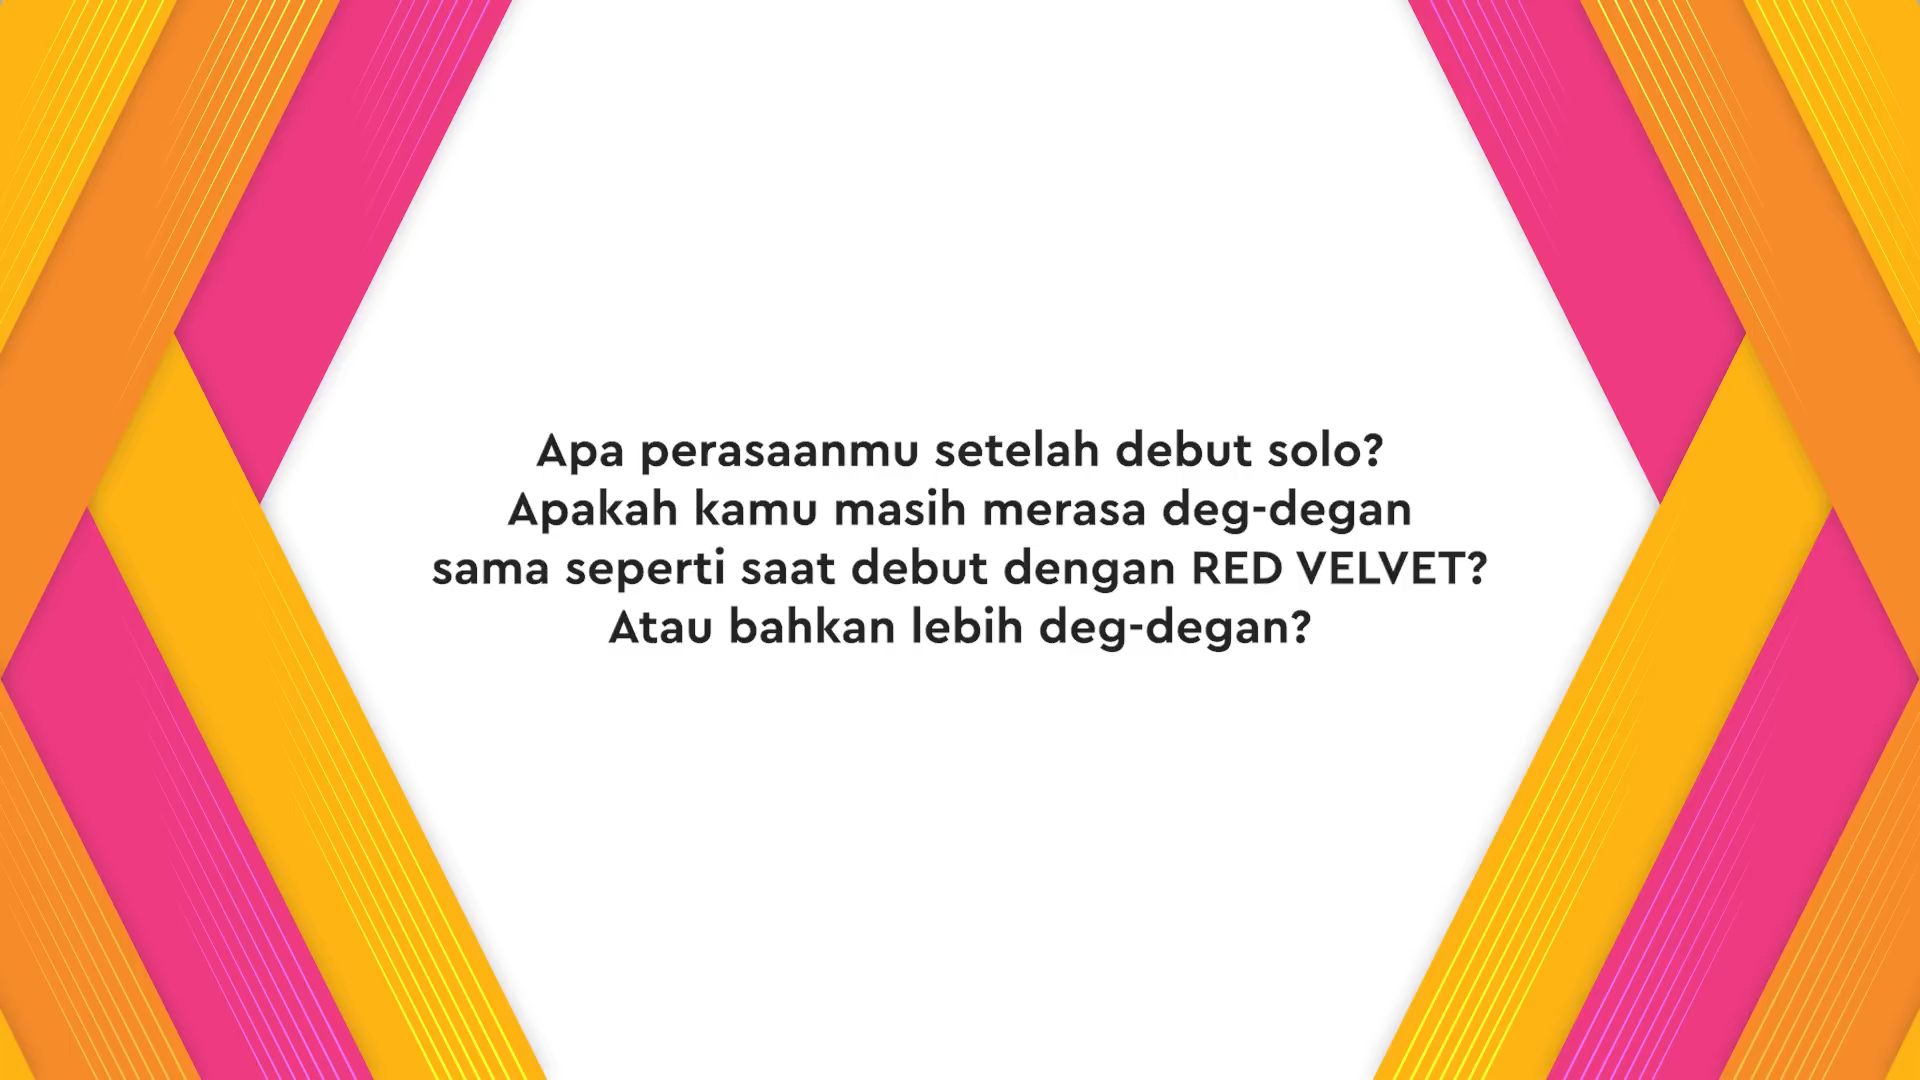 Apa perasaanmu setelah debut solo?
Apakah kamu masih merasa deg-degan
sama seperti saat debut dengan RED VELVET?
Atau bahkan lebih deg-degan?